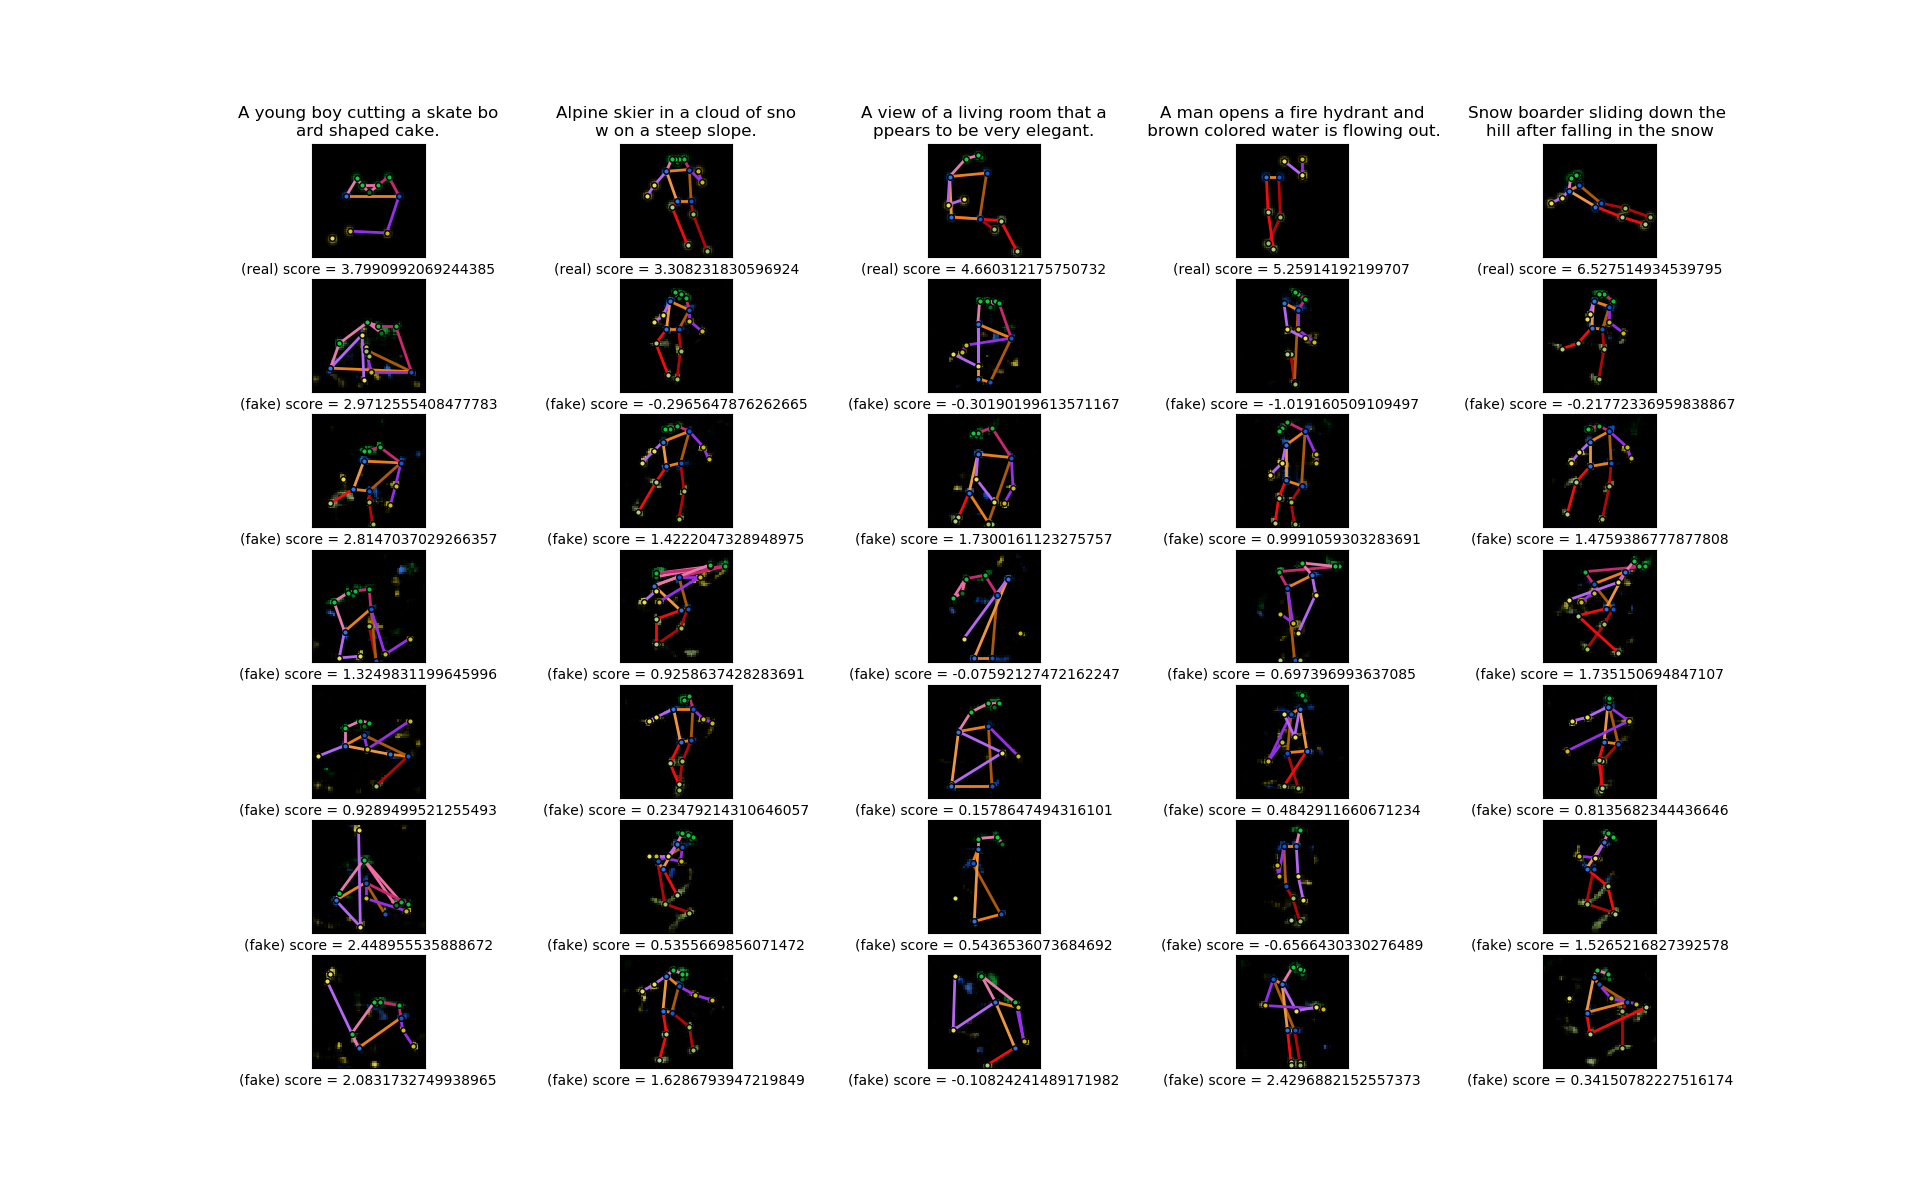 A young boy cutting a skate bo
ard shaped cake.
Alpine skier in a cloud of sno
w on a steep slope.
A view of a living room that a
ppears to be very elegant.
A man opens a fire hydrant and
brown colored water is flowing out.
Snow boarder sliding down the
hill after falling in the snow
(real) score = 3.7990992069244385
(real) score = 3.308231830596924
(real) score = 4.660312175750732
(real) score = 5.25914192199707
(real) score = 6.527514934539795
(fake) score = 2.9712555408477783
(fake) score = -0.2965647876262665
(fake) score = -0.30190199613571167
(fake) score = -1.019160509109497
(fake) score = -0.21772336959838867
(fake) score = 2.8147037029266357
(fake) score = 1.4222047328948975
(fake) score = 1.7300161123275757
(fake) score = 0.9991059303283691
(fake) score = 1.4759386777877808
(fake) score = 1.3249831199645996
(fake) score = 0.9258637428283691
(fake) score = -0.07592127472162247
(fake) score = 0.697396993637085
(fake) score = 1.735150694847107
(fake) score = 0.9289499521255493
(fake) score = 0.23479214310646057
(fake) score = 0.1578647494316101
(fake) score = 0.4842911660671234
(fake) score = 0.8135682344436646
(fake) score = 2.448955535888672
(fake) score = 0.5355669856071472
(fake) score = 0.5436536073684692
(fake) score = -0.6566430330276489
(fake) score = 1.5265216827392578
(fake) score = 2.0831732749938965
(fake) score = 1.6286793947219849
(fake) score = -0.10824241489171982
(fake) score = 2.4296882152557373
(fake) score = 0.34150782227516174